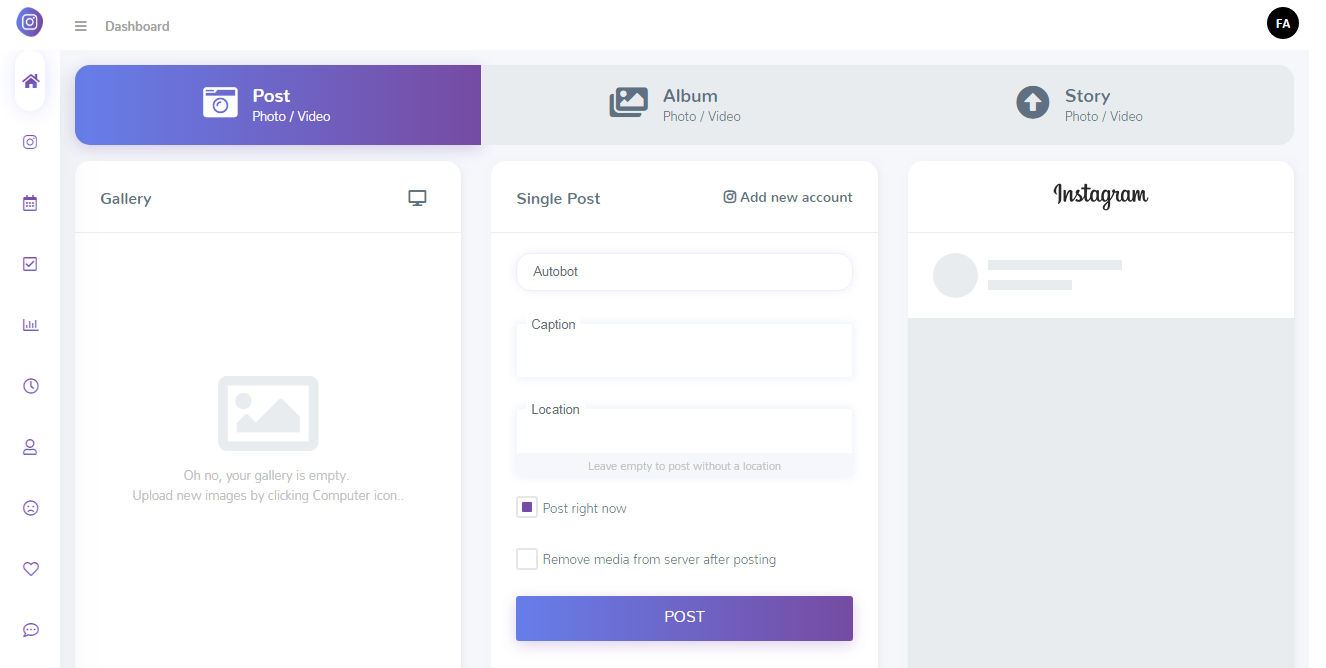 Dashboard
FA
Post
Photo / Video
Album
Photo / Video
Story
Photo / Video
Gallery
Oh no, your gallery is empty.
Upload new images by clicking Computer icon..
Single Post
Add new account
Autobot
Caption
Location
Leave empty to post without a location
Post right now
Remove media from server after posting
POST
Instagram